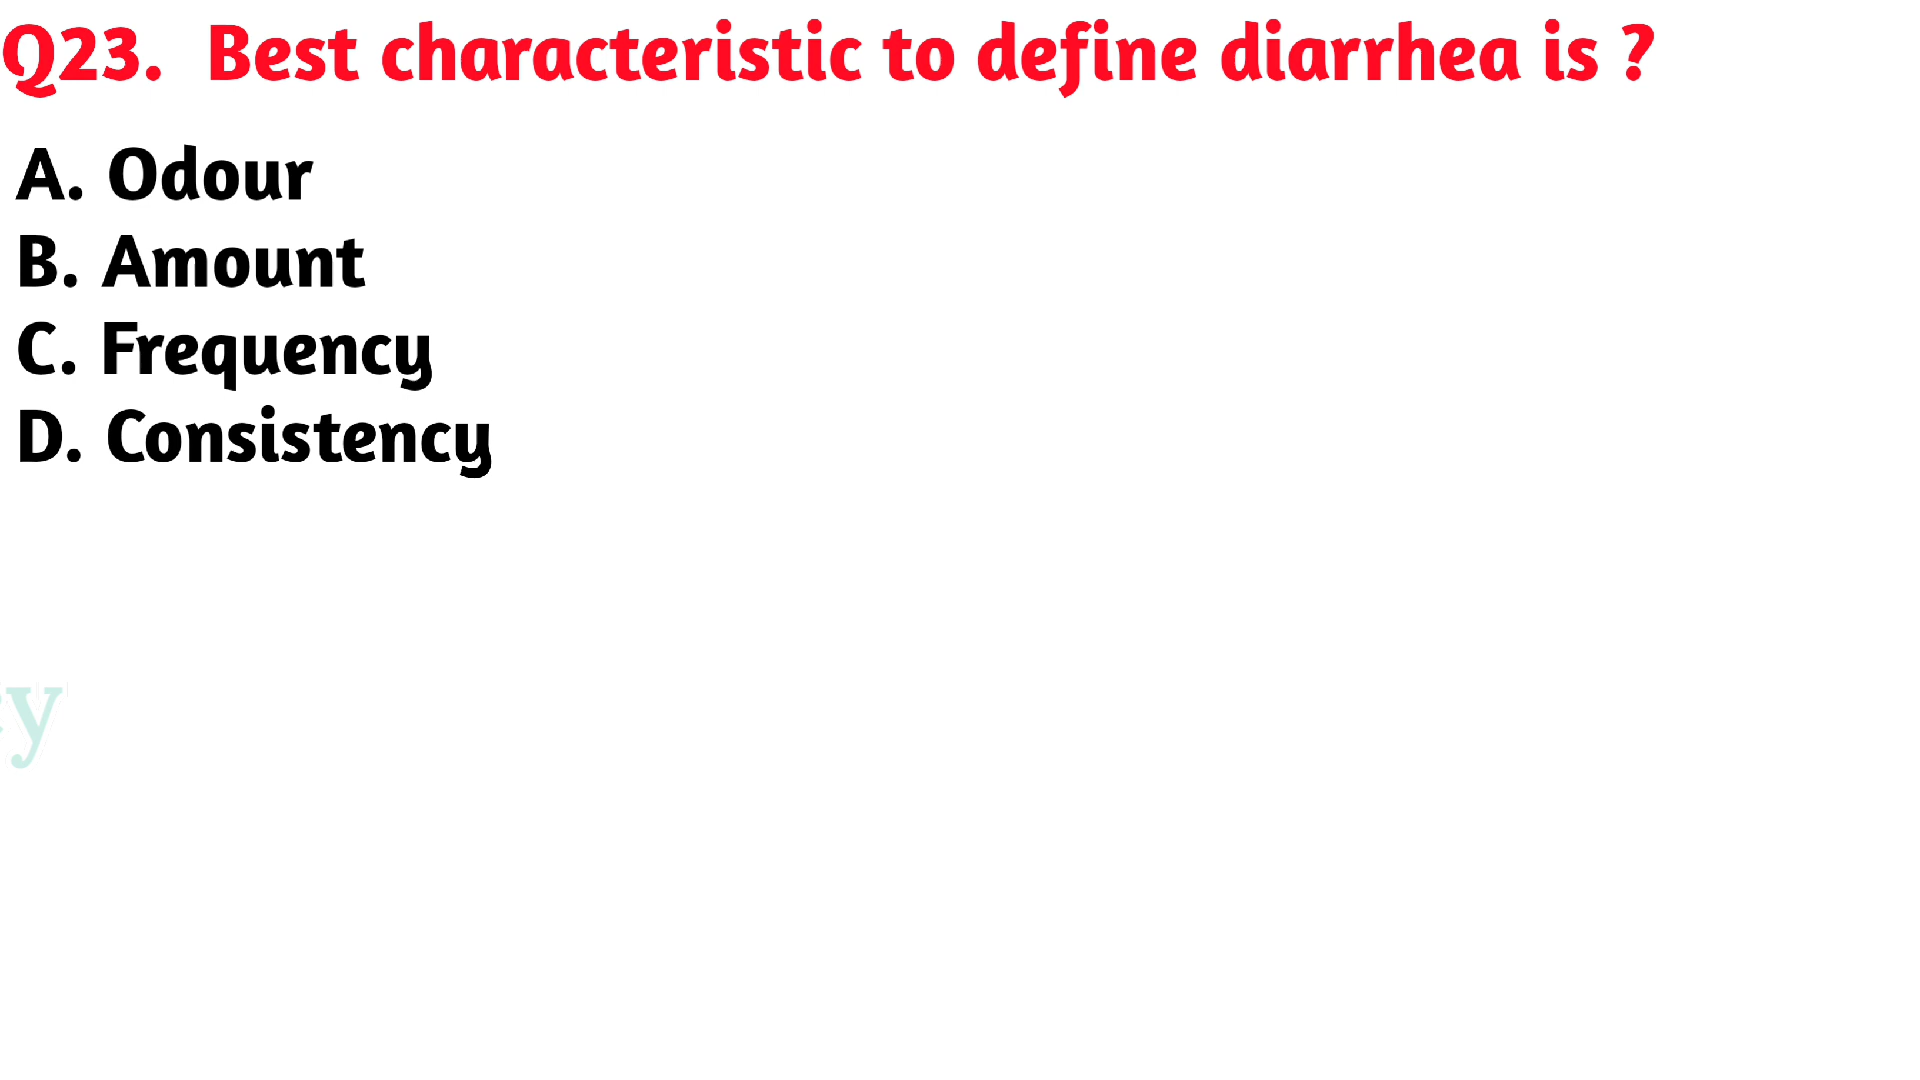 Q23. Best characteristic to define diarrhea is ?
A. Odour
B. Amount
C. Frequency
D. Consistency
y